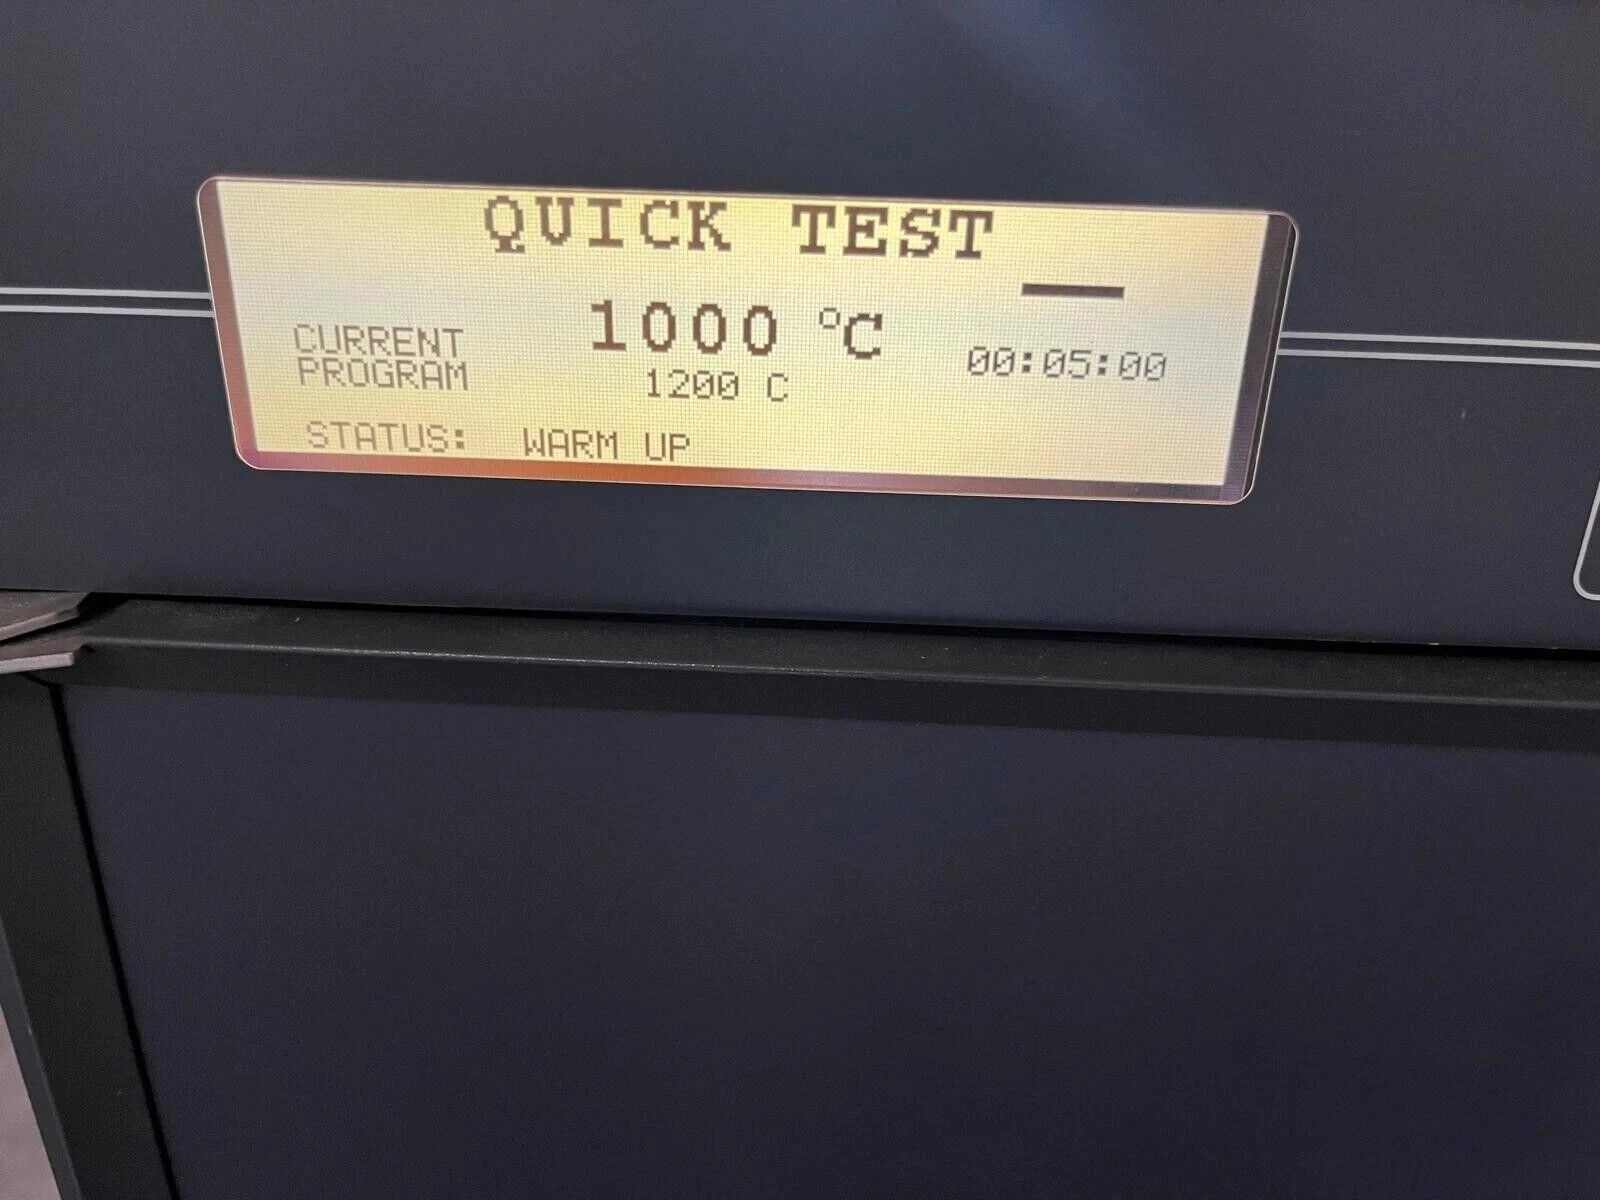 QUICK TEST
CURRENT 1000 °C
PROGRAM 1200 C 00:05:00
STATUS: WARM UP